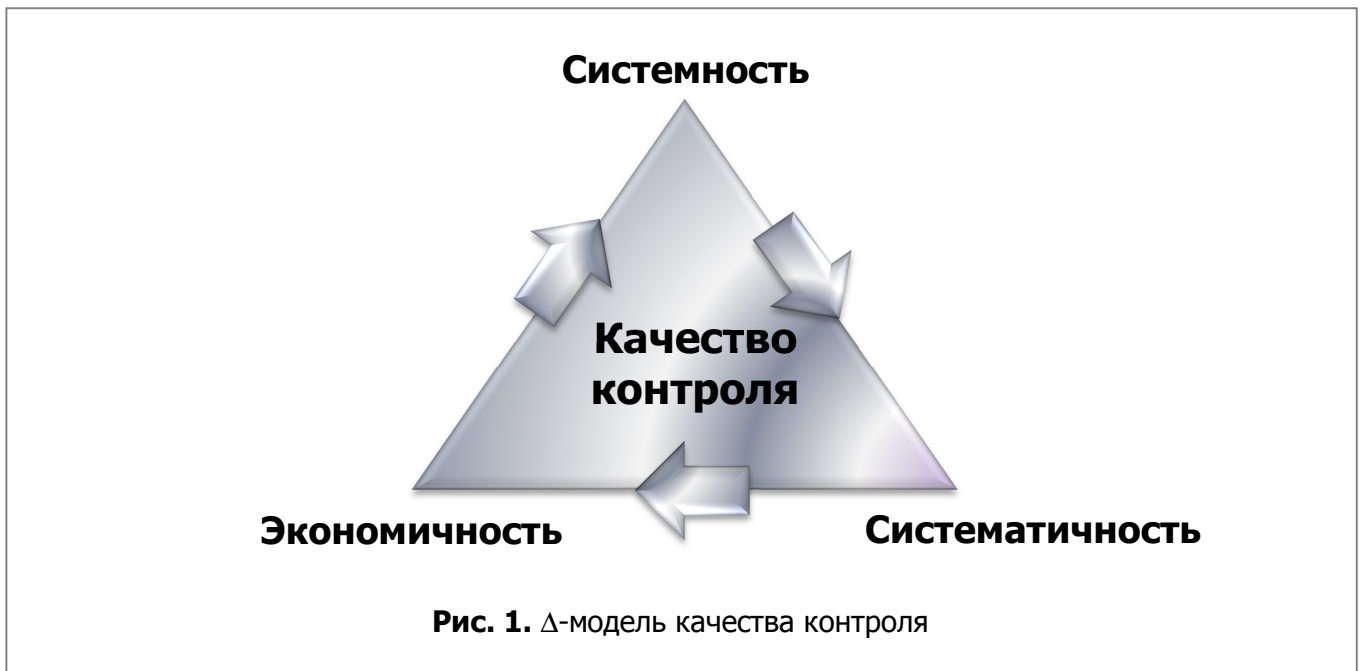 Системность
Качество
контроля
Экономичность
Систематичность
Рис. 1. Δ-модель качества контроля